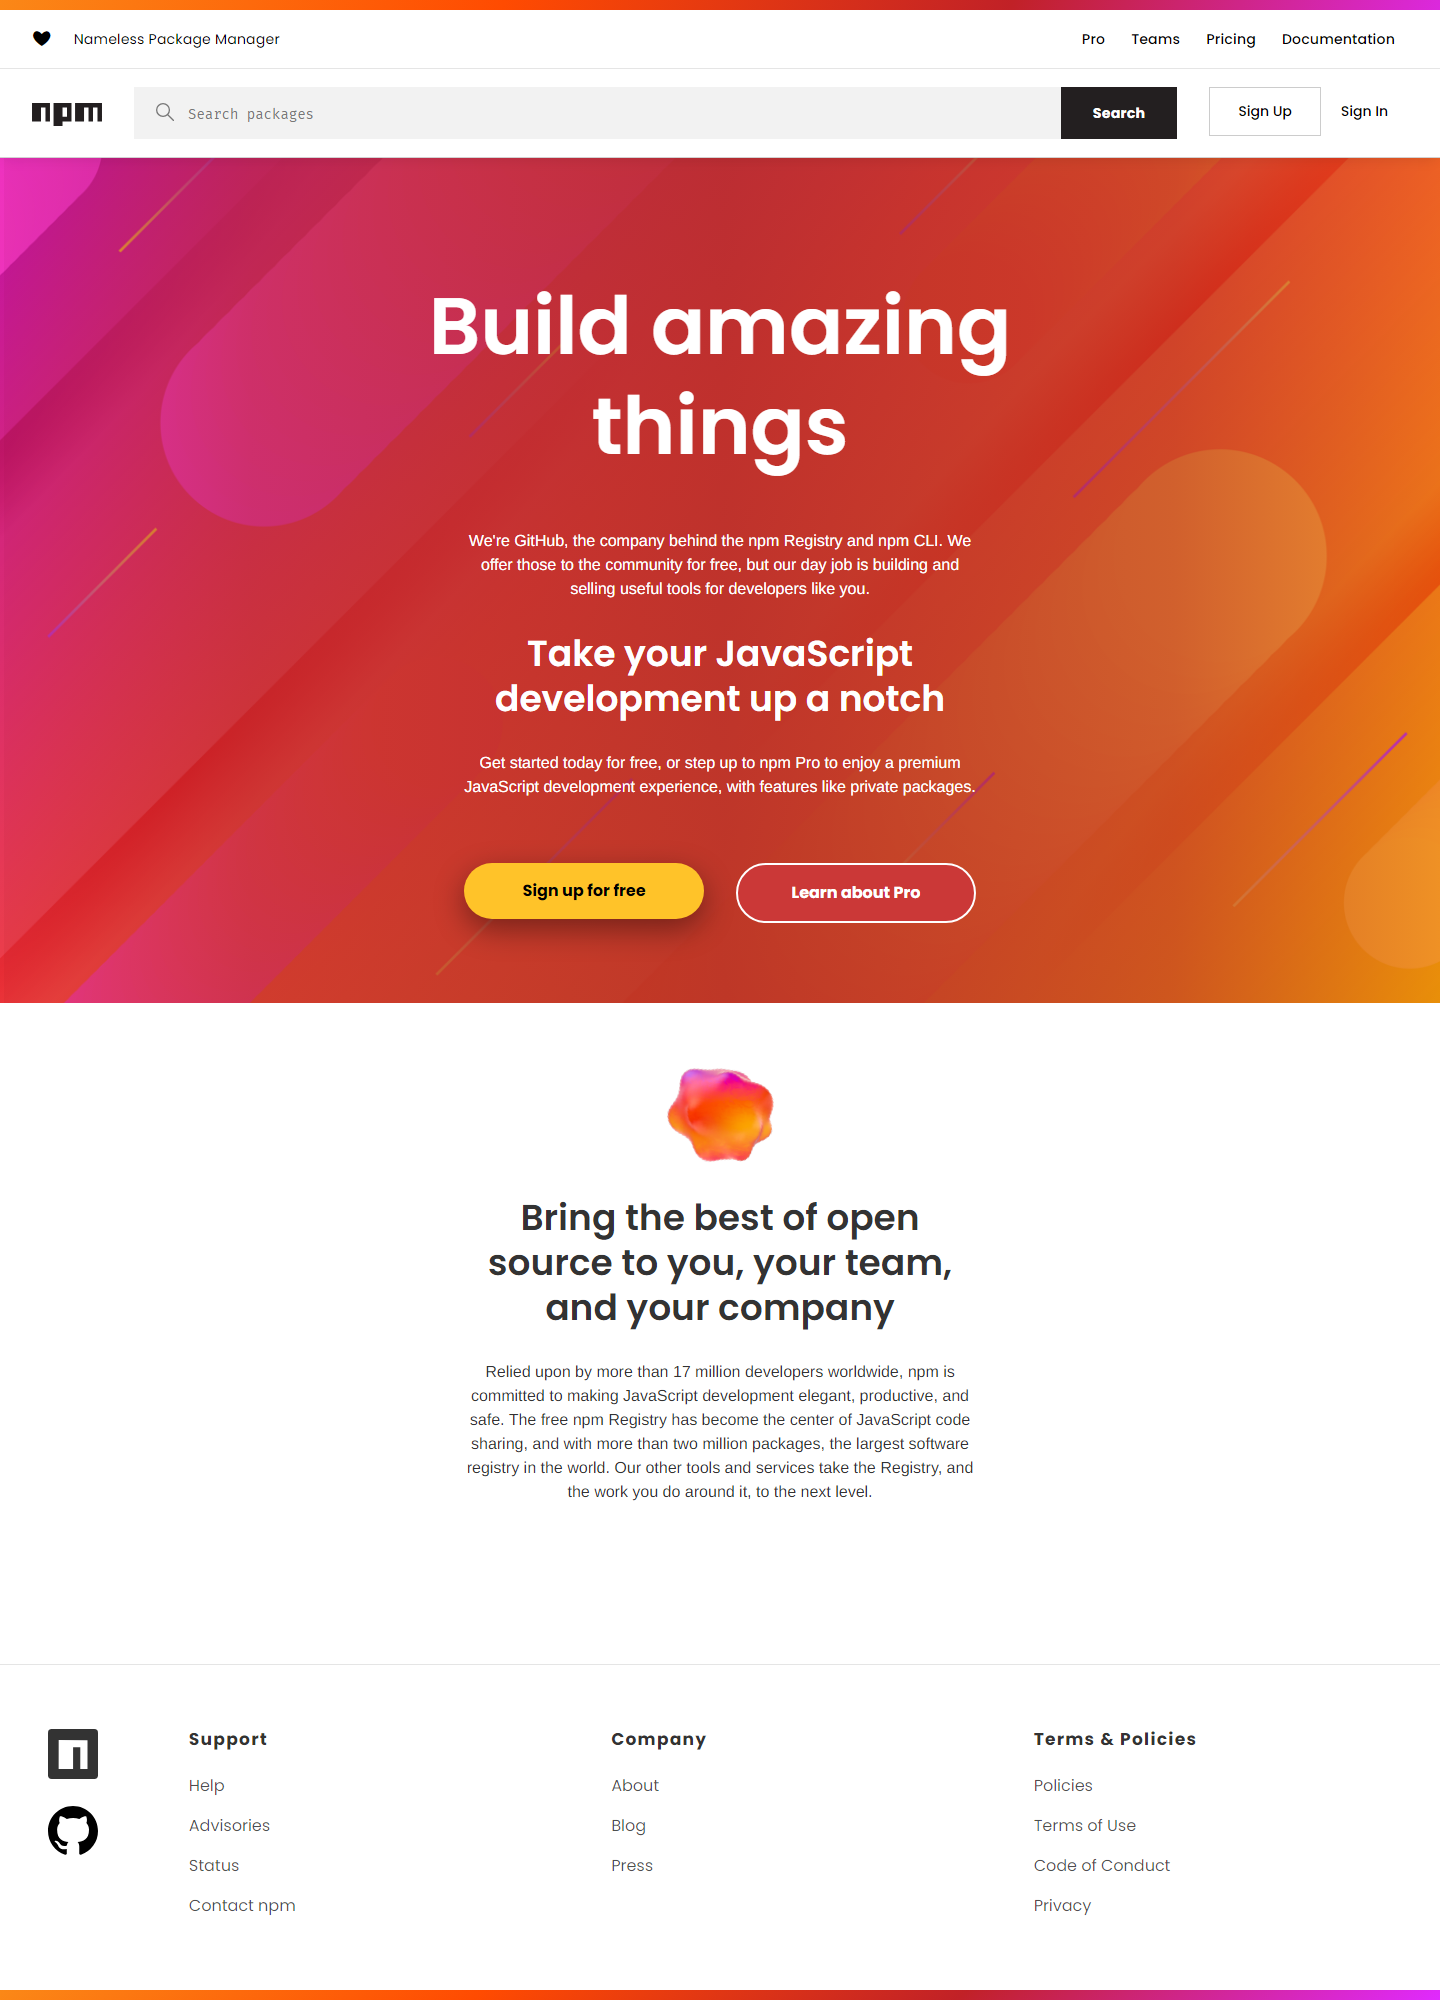 Nameless Package Manager
Pro Teams Pricing Documentation
npm
Search packages
Search
Sign Up
Sign In
Build amazing
things
We're GitHub, the company behind the npm Registry and npm CLI. We
offer those to the community for free, but our day job is building and
selling useful tools for developers like you.
Take your JavaScript
development up a notch
Get started today for free, or step up to npm Pro to enjoy a premium
JavaScript development experience, with features like private packages.
Sign up for free
Learn about Pro
Bring the best of open
source to you, your team,
and your company
Relied upon by more than 17 million developers worldwide, npm is
committed to making JavaScript development elegant, productive, and
safe. The free npm Registry has become the center of JavaScript code
sharing, and with more than two million packages, the largest software
registry in the world. Our other tools and services take the Registry, and
the work you do around it, to the next level.
Support
Help
Advisories
Status
Contact npm
Company
About
Blog
Press
Terms & Policies
Policies
Terms of Use
Code of Conduct
Privacy